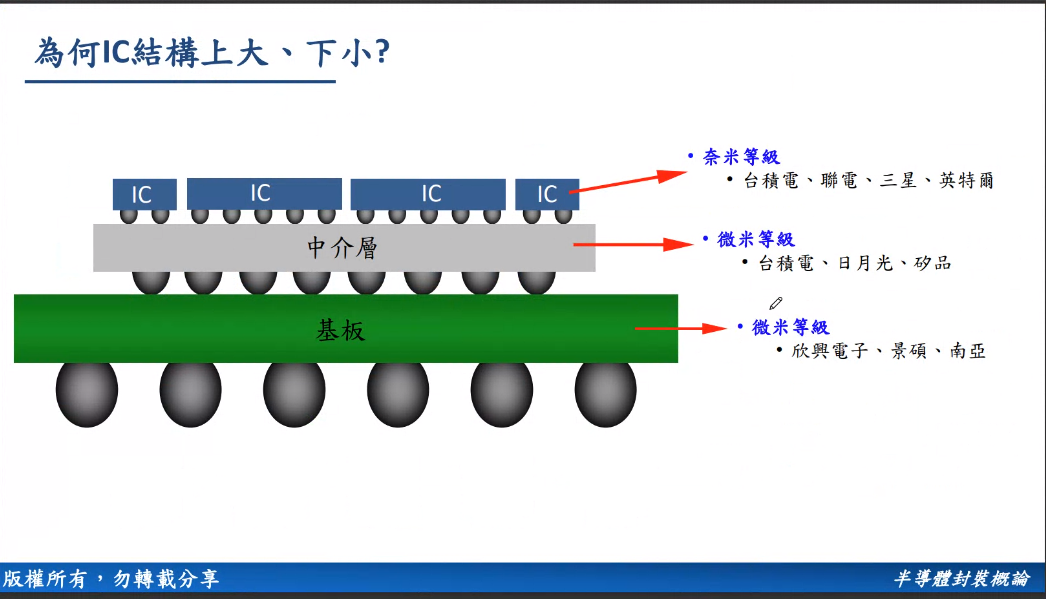 為何IC結構上大、下小?
• 奈米等級
• 台積電、聯電、三星、英特爾
IC IC IC IC
• 微米等級
• 台積電、日月光、矽品
中介層
• 微米等級
• 欣興電子、景碩、南亞
基板
版權所有，勿轉載分享
半導體封裝概論